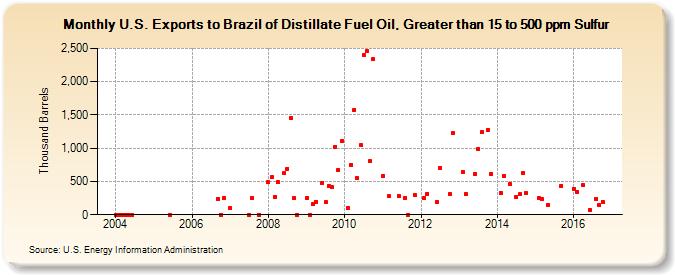 Monthly U.S. Exports to Brazil of Distillate Fuel Oil, Greater than 15 to 500 ppm Sulfur
Thousand Barrels
2,500
2,000
1,500
1,000
500
0
2004 2006 2008 2010 2012 2014 2016
Source: U.S. Energy Information Administration